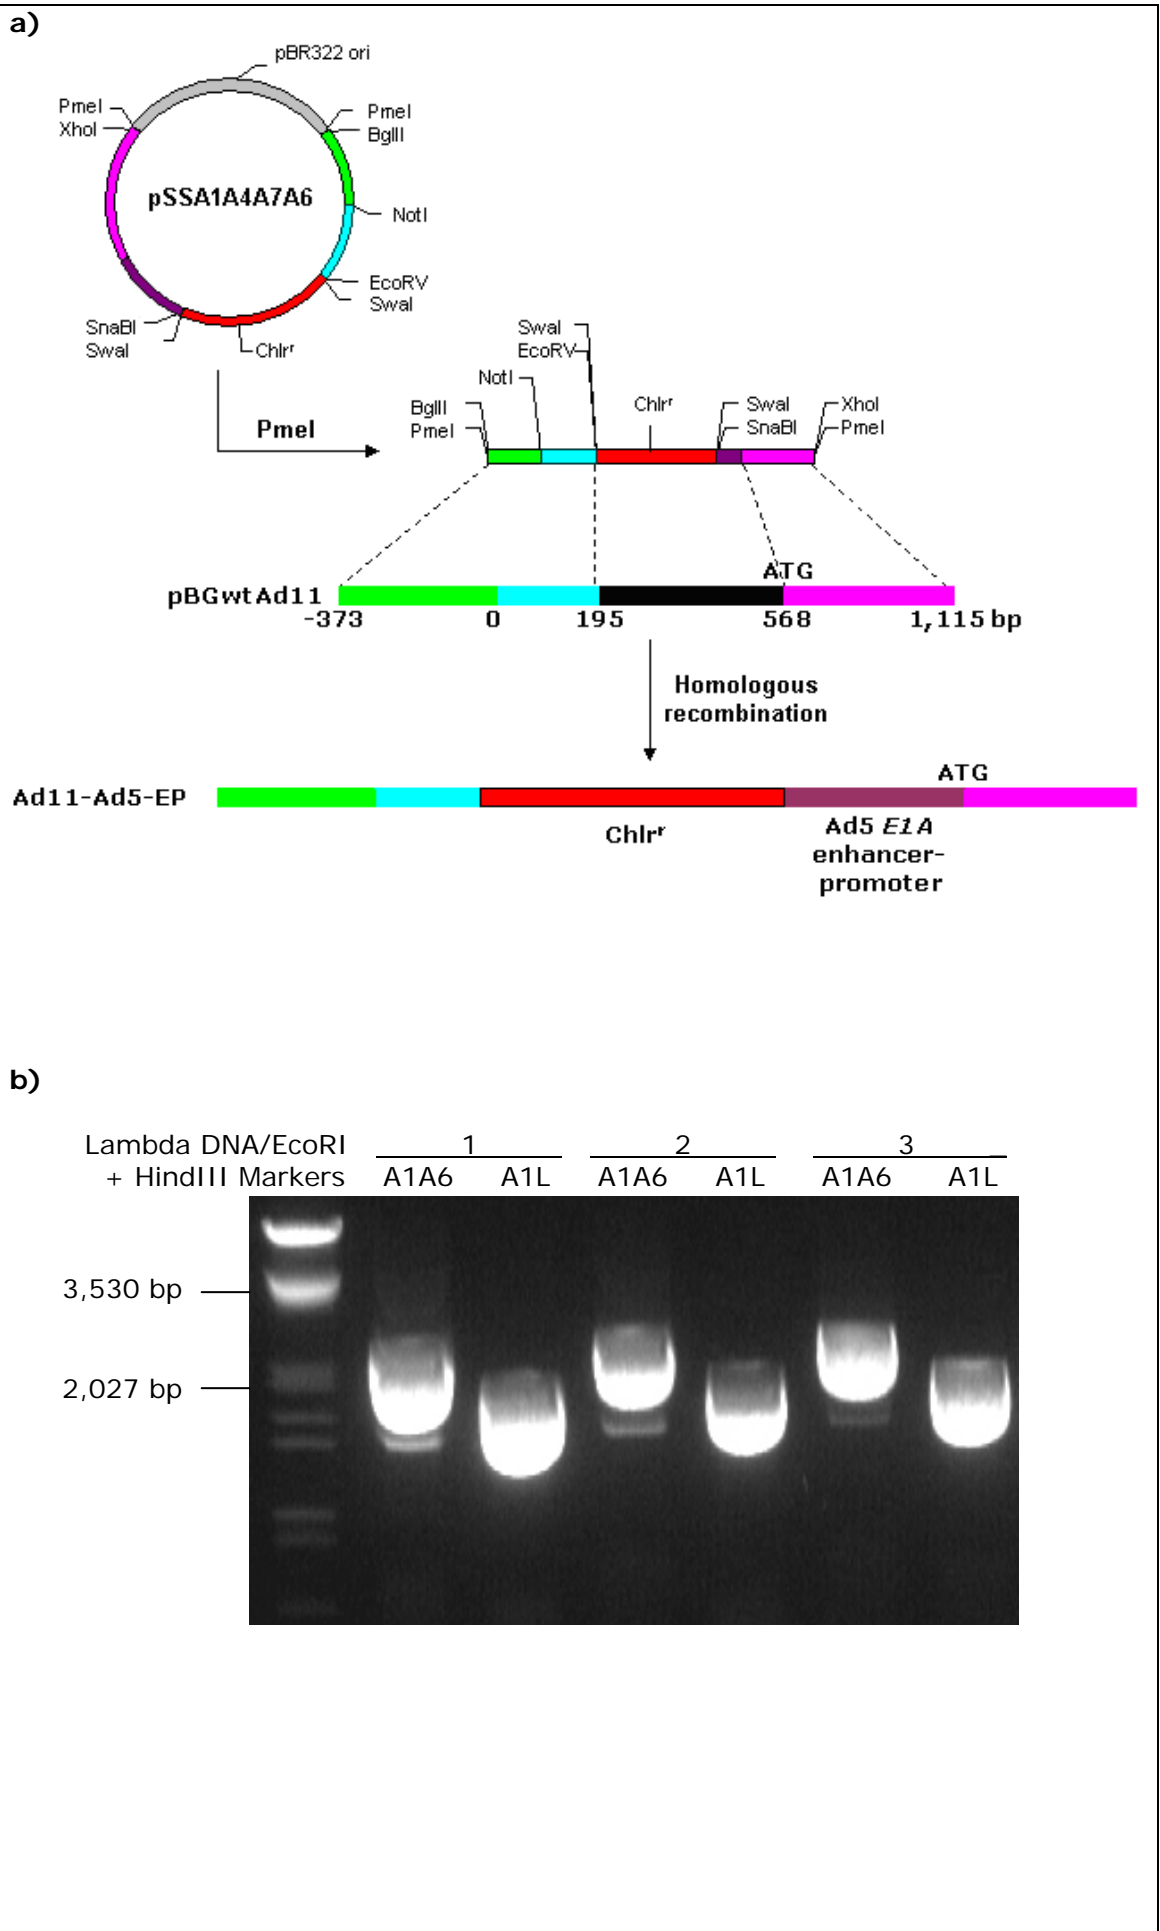 a)
pBR322 ori
PmeI
XhoI
PmeI
BglII
pSSA1A4A7A6
NotI
EcoRV
SwaI
SnaBI
SwaI
Chlrʳ
PmeI
SwaI
EcoRV
NotI
BglII
PmeI
Chlrʳ
SwaI
SnaBI
XhoI
PmeI
ATG
pBGwtAd11
-373 0 195 568 1,115 bp
Homologous
recombination
ATG
Ad11-Ad5-EP
Chlrʳ
Ad5 E1A
enhancer-
promoter
b)
Lambda DNA/EcoRI 1 2 3
+ HindIII Markers A1A6 A1L A1A6 A1L A1A6 A1L
3,530 bp
2,027 bp